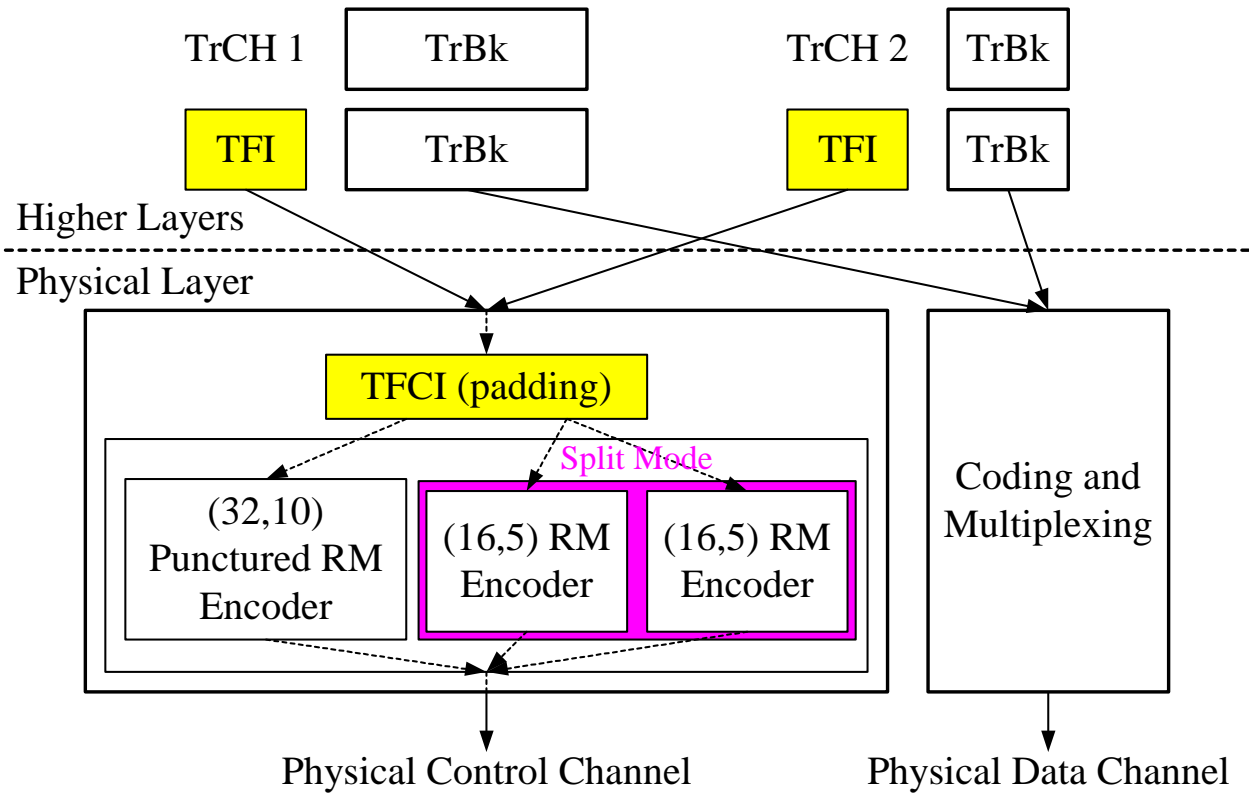 TrCH 1
TrBk
TrCH 2
TrBk
TFI
TrBk
TFI
TrBk
Higher Layers
Physical Layer
TFCI (padding)
Split Mode
(32,10)
Punctured RM
Encoder
(16,5) RM
Encoder
(16,5) RM
Encoder
Coding and
Multiplexing
Physical Control Channel
Physical Data Channel